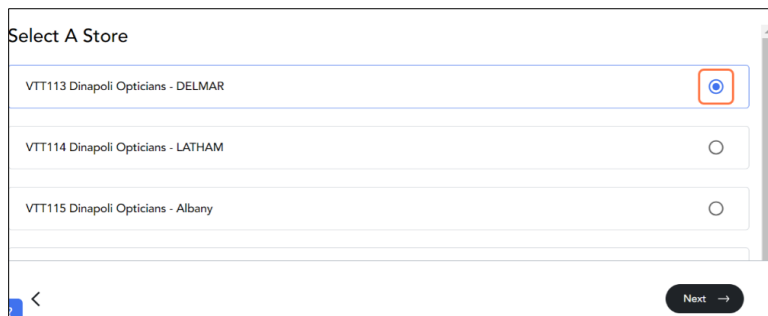 Select A Store
VTT113 Dinapoli Opticians - DELMAR
VTT114 Dinapoli Opticians - LATHAM
VTT115 Dinapoli Opticians - Albany
Next →